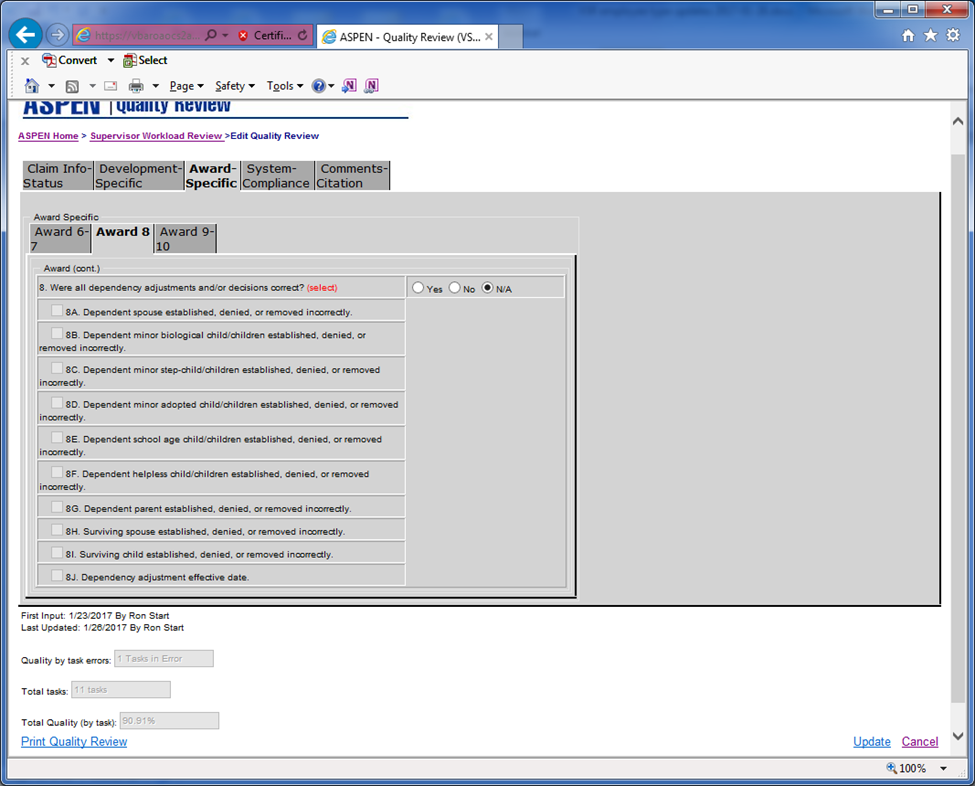 Certifi...
ASPEN - Quality Review (VS...
Convert Select
Page Safety Tools
ASPEN | Quality Review
ASPEN Home > Supervisor Workload Review >Edit Quality Review
Claim Info- Development- Award- System- Comments-
Status Specific Specific Compliance Citation
Award Specific
Award 6- Award 8 Award 9-
7 10
Award (cont.)
8. Were all dependency adjustments and/or decisions correct? (select) Yes No N/A
8A. Dependent spouse established, denied, or removed incorrectly.
8B. Dependent minor biological child/children established, denied, or
removed incorrectly.
8C. Dependent minor step-child/children established, denied, or removed
incorrectly.
8D. Dependent minor adopted child/children established, denied, or removed
incorrectly.
8E. Dependent school age child/children established, denied, or removed
incorrectly.
8F. Dependent helpless child/children established, denied, or removed
incorrectly.
8G. Dependent parent established, denied, or removed incorrectly.
8H. Surviving spouse established, denied, or removed incorrectly.
8I. Surviving child established, denied, or removed incorrectly.
8J. Dependency adjustment effective date.
First Input: 1/23/2017 By Ron Start
Last Updated: 1/26/2017 By Ron Start
Quality by task errors: 1 Tasks in Error
Total tasks: 11 tasks
Total Quality (by task): 90.91%
Print Quality Review Update Cancel
100%